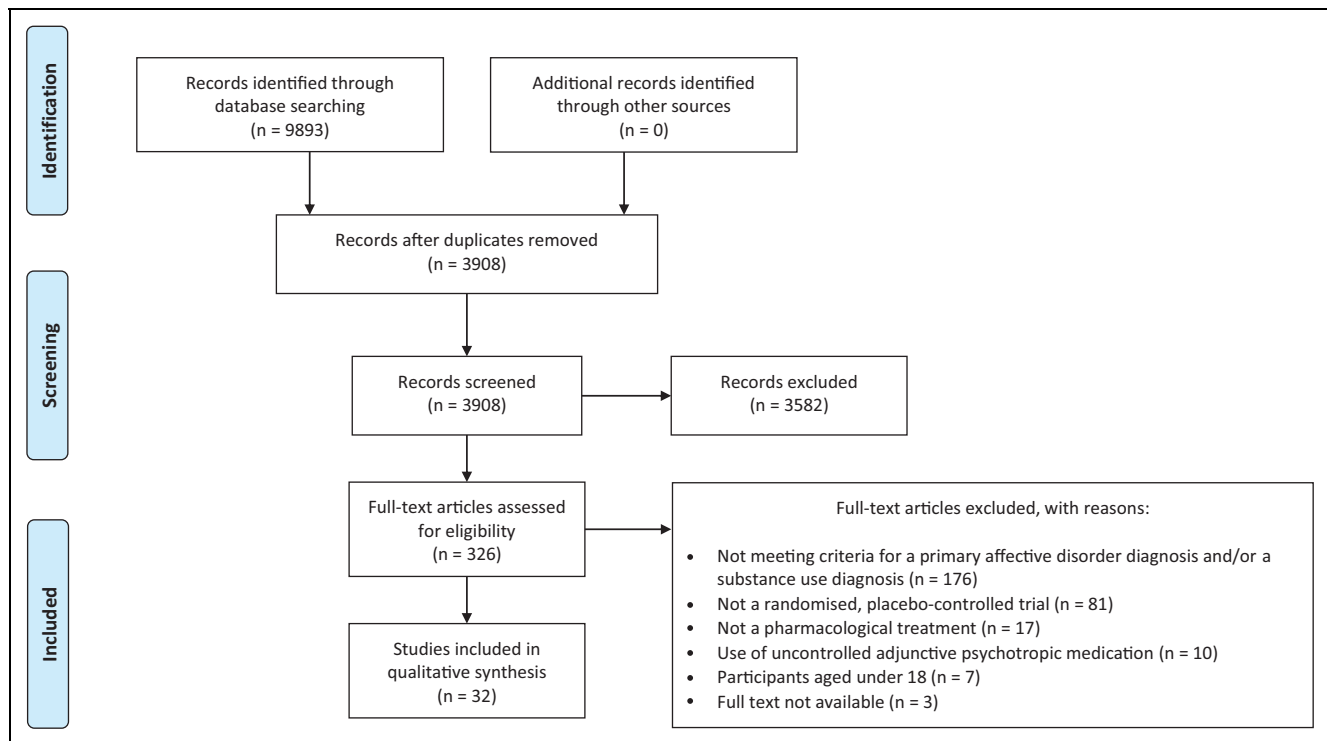 Identification
Records identified through
database searching
(n = 9893)
Additional records identified
through other sources
(n = 0)
Records after duplicates removed
(n = 3908)
Screening
Records screened
(n = 3908)
Records excluded
(n = 3582)
Full-text articles assessed
for eligibility
(n = 326)
Full-text articles excluded, with reasons:
• Not meeting criteria for a primary affective disorder diagnosis and/or a
substance use diagnosis (n = 176)
• Not a randomised, placebo-controlled trial (n = 81)
• Not a pharmacological treatment (n = 17)
• Use of uncontrolled adjunctive psychotropic medication (n = 10)
• Participants aged under 18 (n = 7)
• Full text not available (n = 3)
Included
Studies included in
qualitative synthesis
(n = 32)